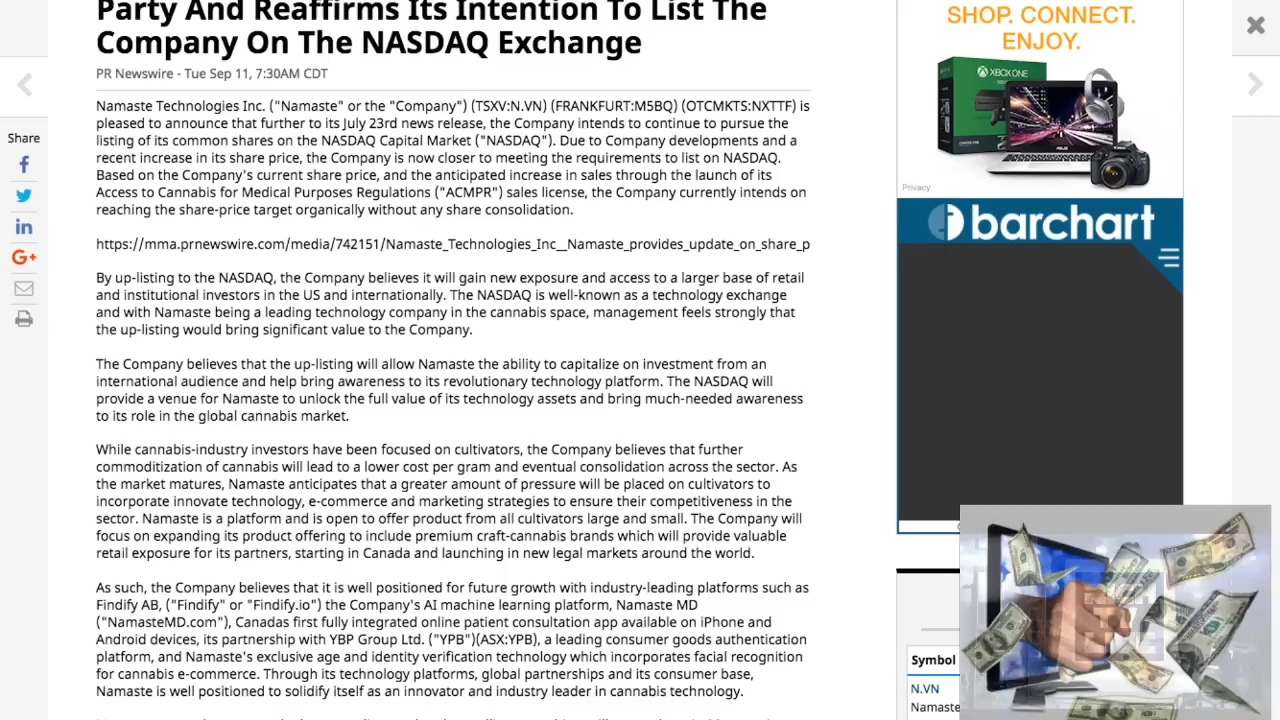 Party And Reaffirms Its Intention To List The
Company On The NASDAQ Exchange
PR Newswire - Tue Sep 11, 7:30AM CDT
Namaste Technologies Inc. ("Namaste" or the "Company") (TSXV:N.VN) (FRANKFURT:M5BQ) (OTCMKTS:NXTTF) is
pleased to announce that further to its July 23rd news release, the Company intends to continue to pursue the
listing of its common shares on the NASDAQ Capital Market ("NASDAQ"). Due to Company developments and a
recent increase in its share price, the Company is now closer to meeting the requirements to list on NASDAQ.
Based on the Company's current share price, and the anticipated increase in sales through the launch of its
Access to Cannabis for Medical Purposes Regulations ("ACMPR") sales license, the Company currently intends on
reaching the share-price target organically without any share consolidation.
https://mma.prnewswire.com/media/742151/Namaste_Technologies_Inc__Namaste_provides_update_on_share_p
By up-listing to the NASDAQ, the Company believes it will gain new exposure and access to a larger base of retail
and institutional investors in the US and internationally. The NASDAQ is well-known as a technology exchange
and with Namaste being a leading technology company in the cannabis space, management feels strongly that
the up-listing would bring significant value to the Company.
The Company believes that the up-listing will allow Namaste the ability to capitalize on investment from an
international audience and help bring awareness to its revolutionary technology platform. The NASDAQ will
provide a venue for Namaste to unlock the full value of its technology assets and bring much-needed awareness
to its role in the global cannabis market.
While cannabis-industry investors have been focused on cultivators, the Company believes that further
commoditization of cannabis will lead to a lower cost per gram and eventual consolidation across the sector. As
the market matures, Namaste anticipates that a greater amount of pressure will be placed on cultivators to
incorporate innovate technology, e-commerce and marketing strategies to ensure their competitiveness in the
sector. Namaste is a platform and is open to offer product from all cultivators large and small. The Company will
focus on expanding its product offering to include premium craft-cannabis brands which will provide valuable
retail exposure for its partners, starting in Canada and launching in new legal markets around the world.
As such, the Company believes that it is well positioned for future growth with industry-leading platforms such as
Findify AB, ("Findify" or "Findify.io") the Company's AI machine learning platform, Namaste MD
("NamasteMD.com"), Canadas first fully integrated online patient consultation app available on iPhone and
Android devices, its partnership with YBP Group Ltd. ("YPB")(ASX:YPB), a leading consumer goods authentication
platform, and Namaste's exclusive age and identity verification technology which incorporates facial recognition
for cannabis e-commerce. Through its technology platforms, global partnerships and its consumer base,
Namaste is well positioned to solidify itself as an innovator and industry leader in cannabis technology.
Share
f
in
G+
SHOP. CONNECT.
ENJOY.
XBOX ONE
ASUS
Privacy
barchart
Symbol
N.VN
Namaste